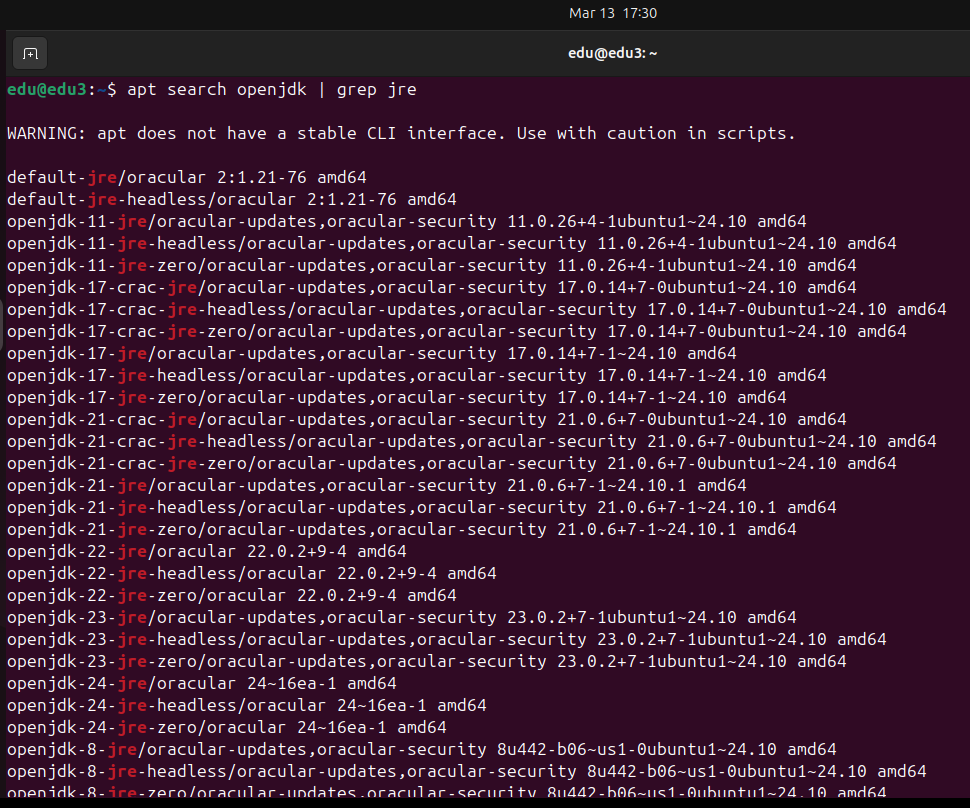 Mar 13 17:30
edu@edu3: ~
edu@edu3:~$ apt search openjdk | grep jre
WARNING: apt does not have a stable CLI interface. Use with caution in scripts.
default-jre/oracular 2:1.21-76 amd64
default-jre-headless/oracular 2:1.21-76 amd64
openjdk-11-jre/oracular-updates,oracular-security 11.0.26+4-1ubuntu1~24.10 amd64
openjdk-11-jre-headless/oracular-updates,oracular-security 11.0.26+4-1ubuntu1~24.10 amd64
openjdk-11-jre-zero/oracular-updates,oracular-security 11.0.26+4-1ubuntu1~24.10 amd64
openjdk-17-crac-jre/oracular-updates,oracular-security 17.0.14+7-0ubuntu1~24.10 amd64
openjdk-17-crac-jre-headless/oracular-updates,oracular-security 17.0.14+7-0ubuntu1~24.10 amd64
openjdk-17-crac-jre-zero/oracular-updates,oracular-security 17.0.14+7-0ubuntu1~24.10 amd64
openjdk-17-jre/oracular-updates,oracular-security 17.0.14+7-1~24.10 amd64
openjdk-17-jre-headless/oracular-updates,oracular-security 17.0.14+7-1~24.10 amd64
openjdk-17-jre-zero/oracular-updates,oracular-security 17.0.14+7-1~24.10 amd64
openjdk-21-crac-jre/oracular-updates,oracular-security 21.0.6+7-0ubuntu1~24.10 amd64
openjdk-21-crac-jre-headless/oracular-updates,oracular-security 21.0.6+7-0ubuntu1~24.10 amd64
openjdk-21-crac-jre-zero/oracular-updates,oracular-security 21.0.6+7-0ubuntu1~24.10 amd64
openjdk-21-jre/oracular-updates,oracular-security 21.0.6+7-1~24.10.1 amd64
openjdk-21-jre-headless/oracular-updates,oracular-security 21.0.6+7-1~24.10.1 amd64
openjdk-21-jre-zero/oracular-updates,oracular-security 21.0.6+7-1~24.10.1 amd64
openjdk-22-jre/oracular 22.0.2+9-4 amd64
openjdk-22-jre-headless/oracular 22.0.2+9-4 amd64
openjdk-22-jre-zero/oracular 22.0.2+9-4 amd64
openjdk-23-jre/oracular-updates,oracular-security 23.0.2+7-1ubuntu1~24.10 amd64
openjdk-23-jre-headless/oracular-updates,oracular-security 23.0.2+7-1ubuntu1~24.10 amd64
openjdk-23-jre-zero/oracular-updates,oracular-security 23.0.2+7-1ubuntu1~24.10 amd64
openjdk-24-jre/oracular 24~16ea-1 amd64
openjdk-24-jre-headless/oracular 24~16ea-1 amd64
openjdk-24-jre-zero/oracular 24~16ea-1 amd64
openjdk-8-jre/oracular-updates,oracular-security 8u442-b06~us1-0ubuntu1~24.10 amd64
openjdk-8-jre-headless/oracular-updates,oracular-security 8u442-b06~us1-0ubuntu1~24.10 amd64
openjdk-8-jre-zero/oracular-updates,oracular-security 8u442-b06~us1-0ubuntu1~24.10 amd64